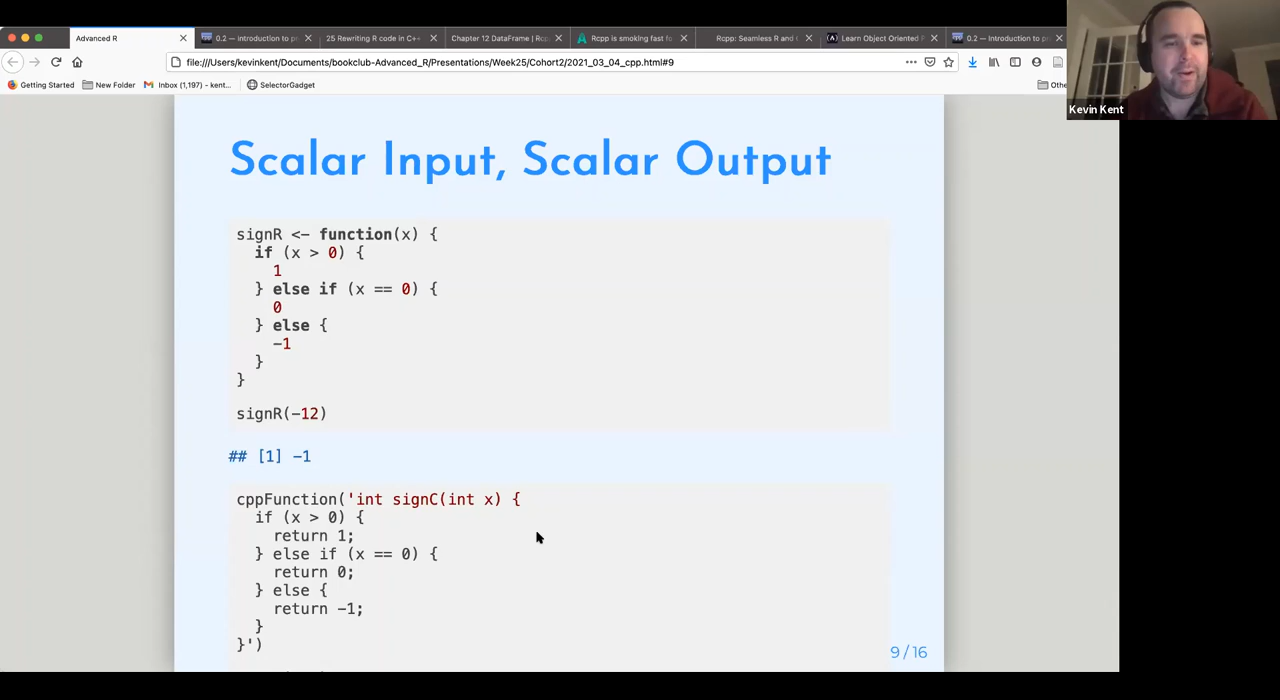 Advanced R
0.2 — introduction to pr
25 Rewriting R code in C++
Chapter 12 DataFrame | Rcp
Rcpp is smoking fast fo
Rcpp: Seamless R and
Learn Object Oriented
0.2 — introduction to p
file:///Users/kevinkent/Documents/bookclub-Advanced_R/Presentations/Week25/Cohort2/2021_03_04_cpp.html#9
Getting Started
New Folder
Inbox (1,197) - kent...
SelectorGadget
Othe
Kevin Kent
Scalar Input, Scalar Output
signR <- function(x) {
  if (x > 0) {
    1
  } else if (x == 0) {
    0
  } else {
    -1
  }
}
signR(-12)
## [1] -1
cppFunction('int signC(int x) {
  if (x > 0) {
    return 1;
  } else if (x == 0) {
    return 0;
  } else {
    return -1;
  }
}')
9 / 16